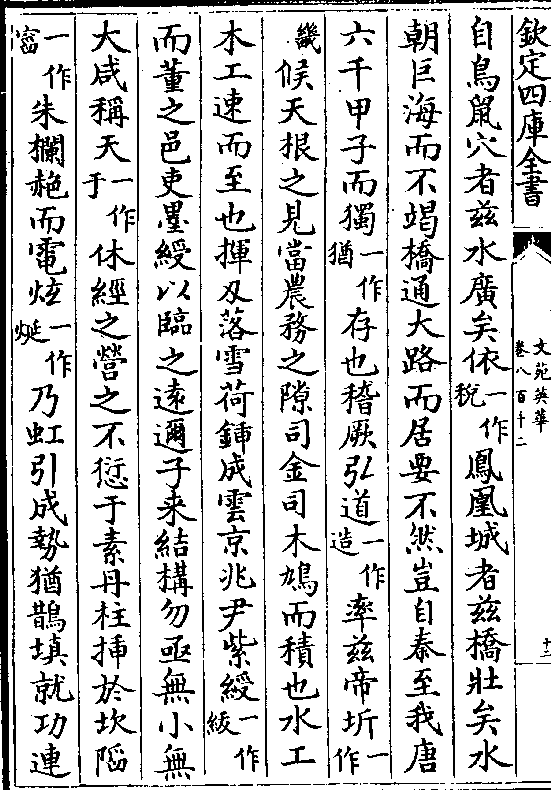 欽定四庫全書
文苑英華
卷八百十二
自鳥鼠穴者兹水廣矣依一作稅鳳凰城者兹橋壯矣水
朝巨海而不竭橋通大路而居要不然豈自秦至我唐
六千甲子而獨一作猶存也稽厥弘道一作造率兹帝圻一作
畿候天根之見當農務之隙司金司木鳩而積也水工
木工速而至也揮及落雪荷鍤成雲京兆尹紫綬一作綾
而董之邑吏墨綬以臨之遠邇子来結構勿亟無小無
大咸稱天一作于休經之營之不愆于素丹柱揷於坎陷
一作窞朱欄赩而電炫一作烻乃虹引成勢猶鵲填就功連